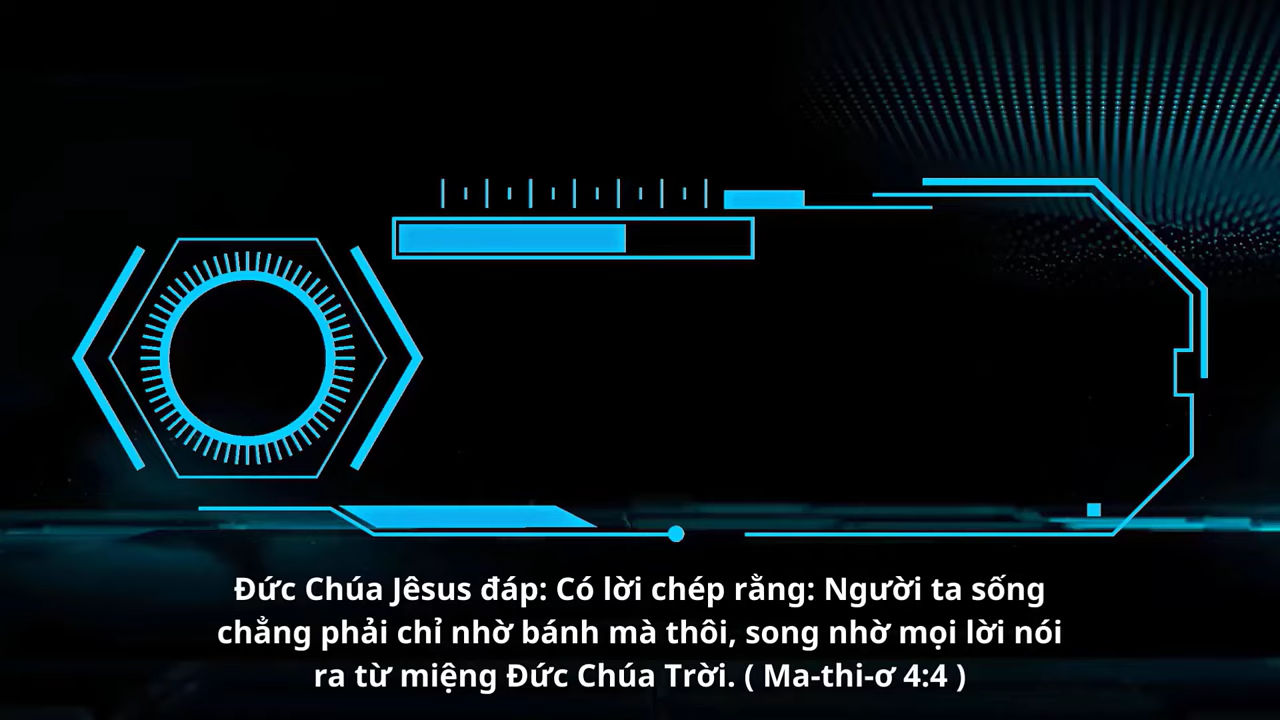 Đức Chúa Jêsus đáp: Có lời chép rằng: Người ta sống
chẳng phải chỉ nhờ bánh mà thôi, song nhờ mọi lời nói
ra từ miệng Đức Chúa Trời. ( Ma-thi-ơ 4:4 )